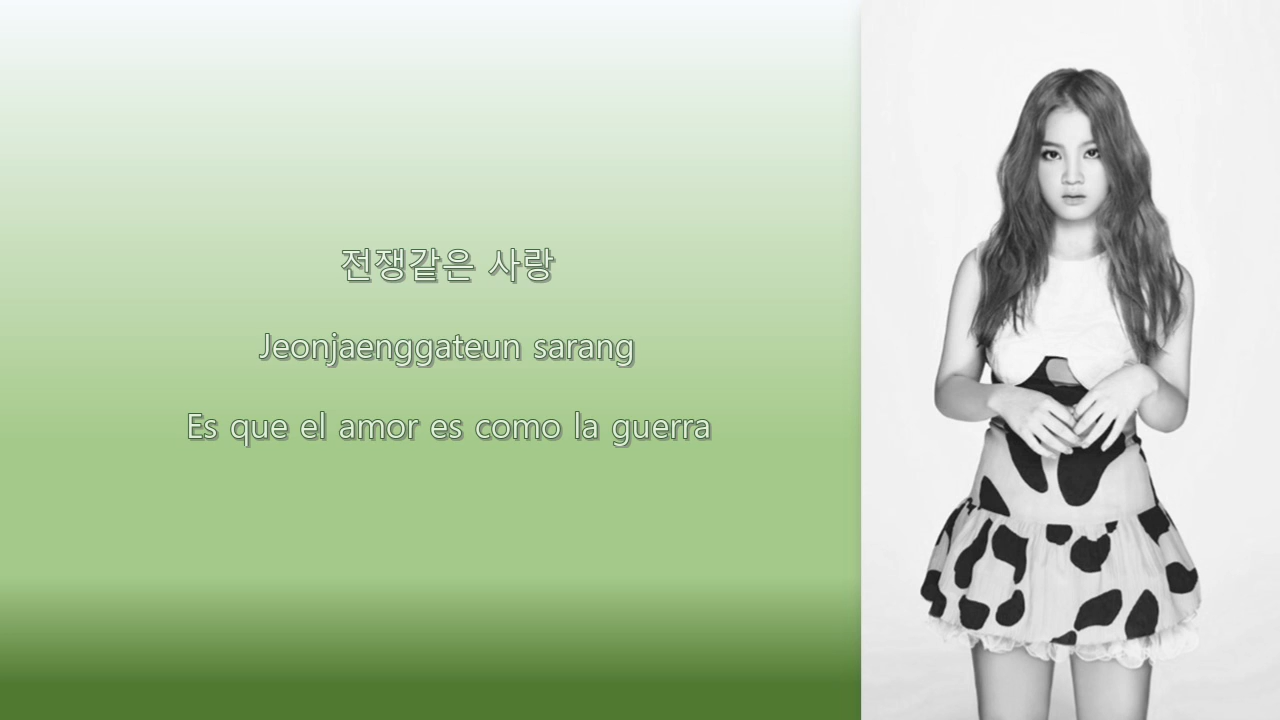 전쟁같은 사랑
Jeonjaenggateun sarang
Es que el amor es como la guerra